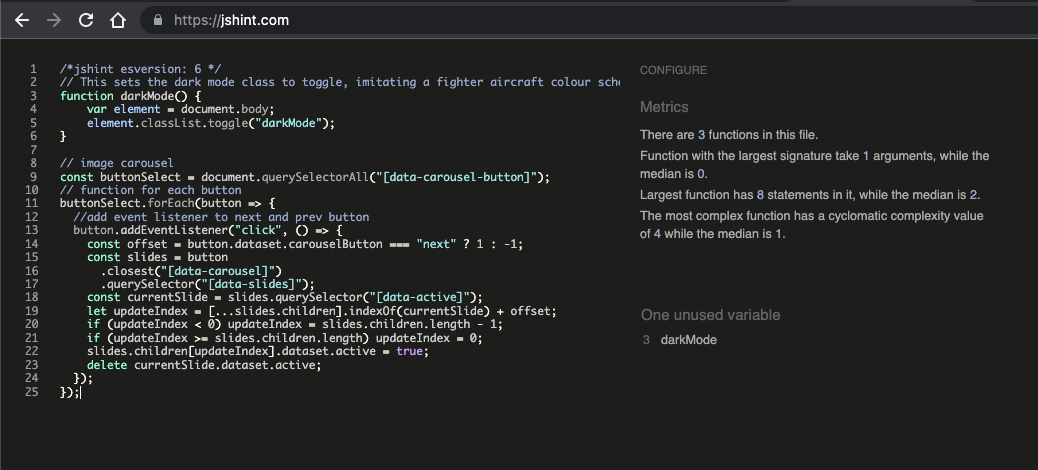 https://jshint.com
1 /*jshint esversion: 6 */
2 // This sets the dark mode class to toggle, imitating a fighter aircraft colour sche
3 function darkMode() {
4     var element = document.body;
5     element.classList.toggle("darkMode");
6 }
7
8 // image carousel
9 const buttonSelect = document.querySelectorAll("[data-carousel-button]");
10 // function for each button
11 buttonSelect.forEach(button => {
12   //add event listener to next and prev button
13   button.addEventListener("click", () => {
14     const offset = button.dataset.carouselButton === "next" ? 1 : -1;
15     const slides = button
16       .closest("[data-carousel]")
17       .querySelector("[data-slides]");
18     const currentSlide = slides.querySelector("[data-active]");
19     let updateIndex = [...slides.children].indexOf(currentSlide) + offset;
20     if (updateIndex < 0) updateIndex = slides.children.length - 1;
21     if (updateIndex >= slides.children.length) updateIndex = 0;
22     slides.children[updateIndex].dataset.active = true;
23     delete currentSlide.dataset.active;
24   });
25 });
CONFIGURE
Metrics
There are 3 functions in this file.
Function with the largest signature take 1 arguments, while the
median is 0.
Largest function has 8 statements in it, while the median is 2.
The most complex function has a cyclomatic complexity value
of 4 while the median is 1.
One unused variable
3 darkMode